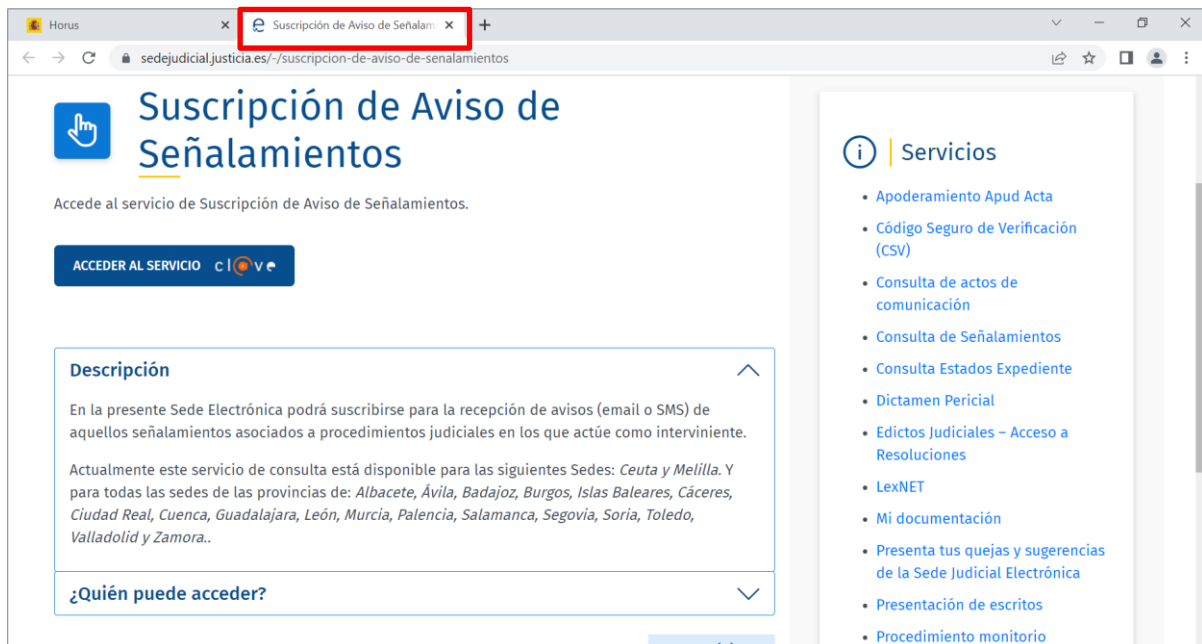 Horus
Suscripción de Aviso de Señalam
sedejudicial.justicia.es/-/suscripcion-de-aviso-de-senalamientos
Suscripción de Aviso de
Señalamientos
Accede al servicio de Suscripción de Aviso de Señalamientos.
ACCEDER AL SERVICIO cl@ve
Descripción
En la presente Sede Electrónica podrá suscribirse para la recepción de avisos (email o SMS) de
aquellos señalamientos asociados a procedimientos judiciales en los que actúe como interviniente.
Actualmente este servicio de consulta está disponible para las siguientes Sedes: Ceuta y Melilla. Y
para todas las sedes de las provincias de: Albacete, Ávila, Badajoz, Burgos, Islas Baleares, Cáceres,
Ciudad Real, Cuenca, Guadalajara, León, Murcia, Palencia, Salamanca, Segovia, Soria, Toledo,
Valladolid y Zamora..
¿Quién puede acceder?
Servicios
• Apoderamiento Apud Acta
• Código Seguro de Verificación
(CSV)
• Consulta de actos de
comunicación
• Consulta de Señalamientos
• Consulta Estados Expediente
• Dictamen Pericial
• Edictos Judiciales – Acceso a
Resoluciones
• LexNET
• Mi documentación
• Presenta tus quejas y sugerencias
de la Sede Judicial Electrónica
• Presentación de escritos
• Procedimiento monitorio